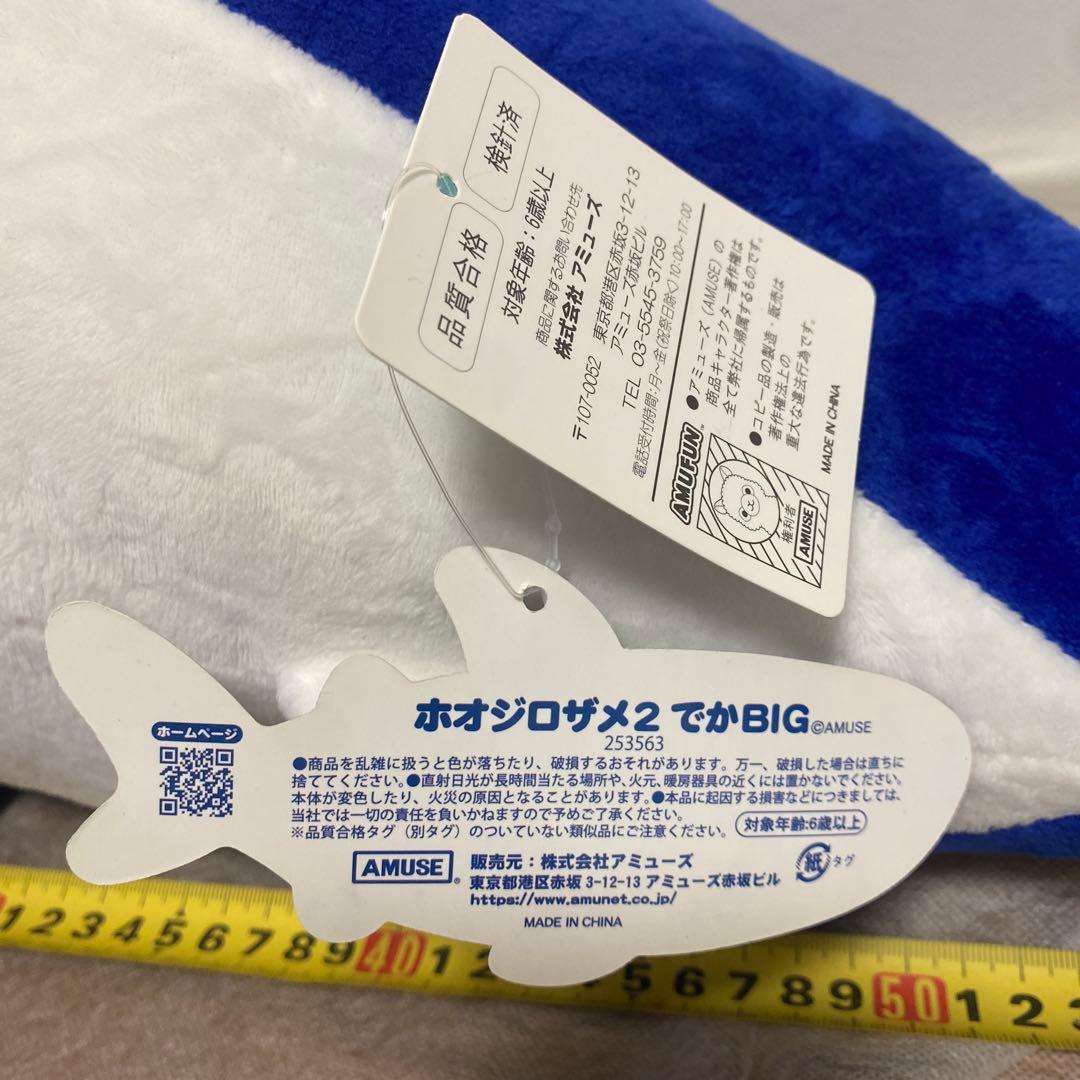 品質合格
検針済
対象年齢：6歳以上
商品に関するお問い合わせ先
株式会社 アミューズ
〒107-0052 東京都港区赤坂3-12-13
アミューズ赤坂ビル
TEL 03-5545-3759
電話受付時間：月～金（祝祭日除く）10:00～17:00
AMUFUN™
●アミューズ（AMUSE）の
商品キャラクター著作権は
全て弊社に帰属するものです。
●コピー品の製造・販売は
著作権法上の
重大な違法行為です。
権利者
AMUSE
MADE IN CHINA
ホームページ
ホオジロザメ2 でかBIG ©AMUSE
253563
●商品を乱雑に扱うと色が落ちたり、破損するおそれがあります。万一、破損した場合は直ちに
捨ててください。●直射日光が長時間当たる場所や、火元、暖房器具の近くには置かないでください。
本体が変色したり、火災の原因となることがあります。●本品に起因する損害などにつきましては、
当社では一切の責任を負いかねますので予めご了承ください。
※品質合格タグ（別タグ）のついていない類似品にご注意ください。
対象年齢:6歳以上
AMUSE®
販売元：株式会社アミューズ
東京都港区赤坂 3-12-13 アミューズ赤坂ビル
https://www.amunet.co.jp/
紙 タグ
MADE IN CHINA
1 2 3 4 5 6 7 8 9 40 1 2 6 7 8 9 50 1 2 3